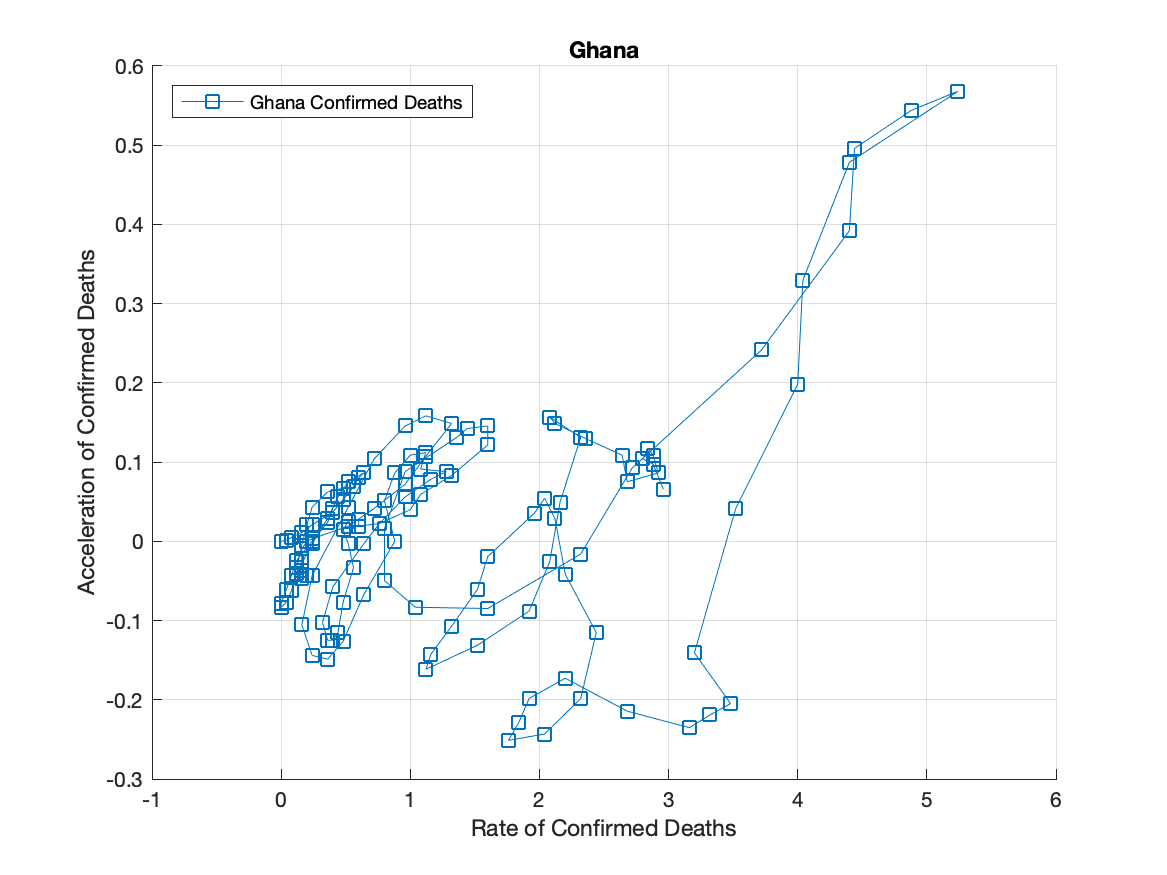 Ghana
0.6
Ghana Confirmed Deaths
0.5
0.4
0.3
0.2
0.1
0
-0.1
-0.2
-0.3
Acceleration of Confirmed Deaths
-1 0 1 2 3 4 5 6
Rate of Confirmed Deaths